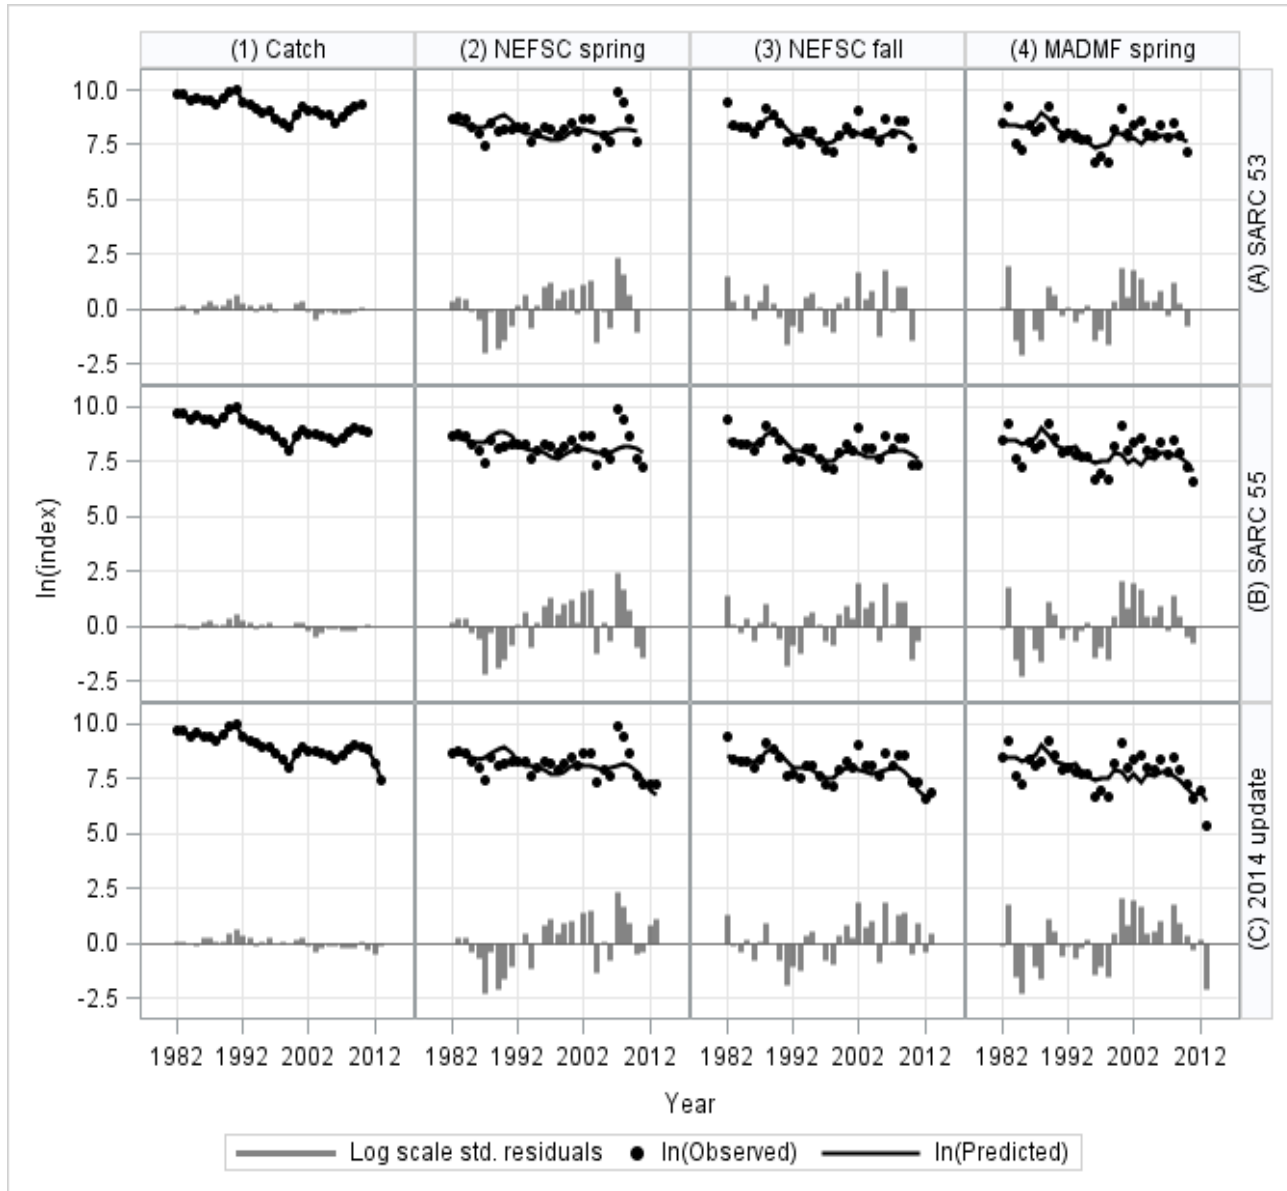 (1) Catch (2) NEFSC spring (3) NEFSC fall (4) MADMF spring
10.0
7.5
5.0
2.5
0.0
-2.5
(A) SARC 53
10.0
7.5
5.0
2.5
0.0
-2.5
(B) SARC 55
ln(index)
10.0
7.5
5.0
2.5
0.0
-2.5
(C) 2014 update
1982 1992 2002 2012 1982 1992 2002 2012 1982 1992 2002 2012 1982 1992 2002 2012
Year
Log scale std. residuals ln(Observed) ln(Predicted)